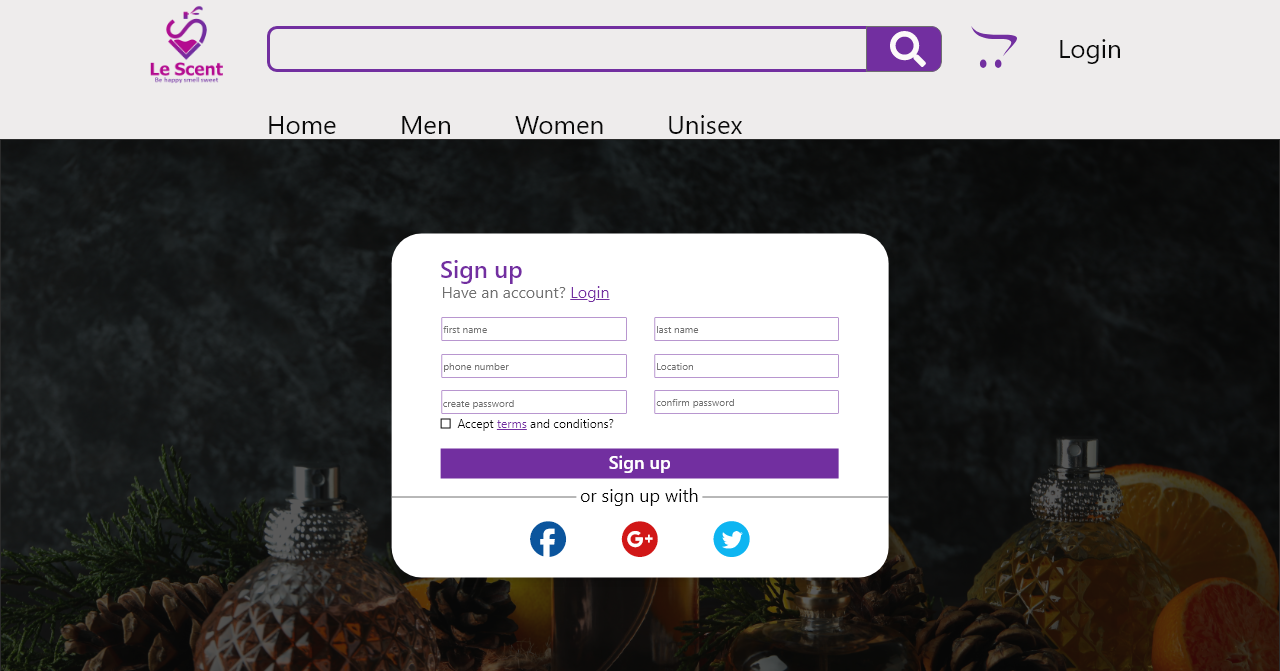 Le Scent
Be happy smell sweet
Login
Home Men Women Unisex
Sign up
Have an account? Login
first name last name
phone number Location
create password confirm password
Accept terms and conditions?
Sign up
or sign up with